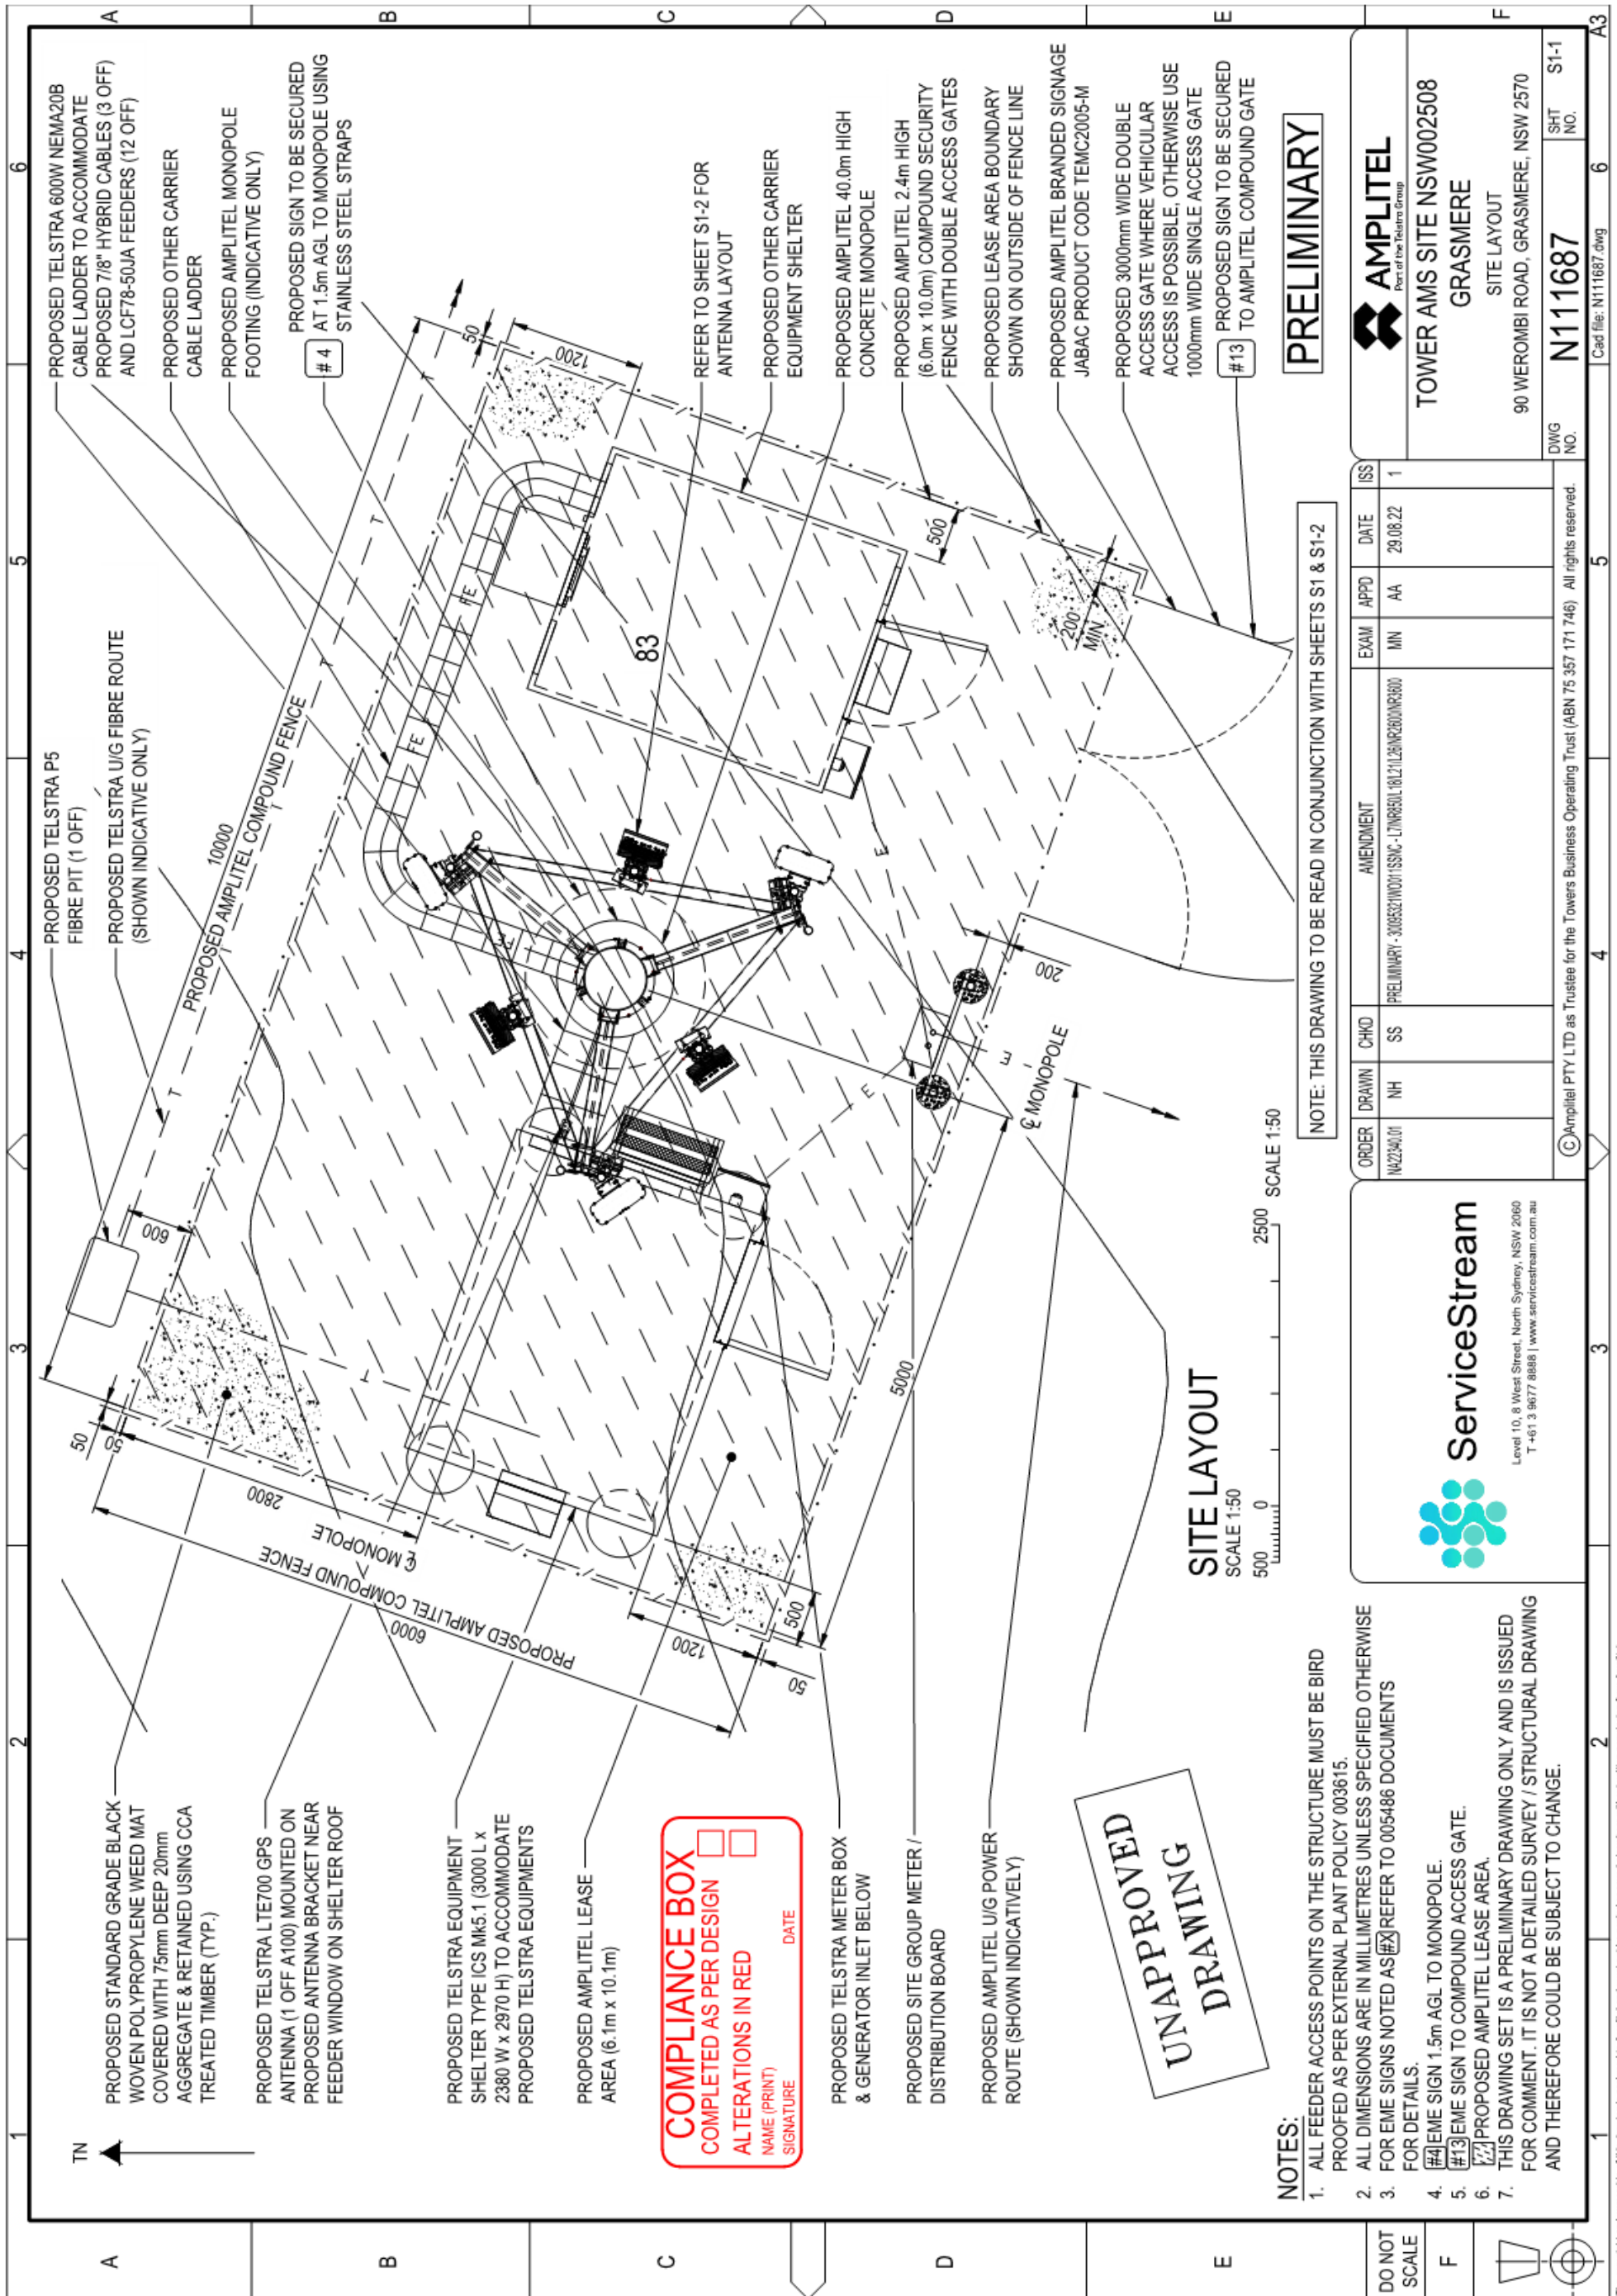 TN
PROPOSED STANDARD GRADE BLACK
WOVEN POLYPROPYLENE WEED MAT
COVERED WITH 75mm DEEP 20mm
AGGREGATE & RETAINED USING CCA
TREATED TIMBER (TYP.)
PROPOSED TELSTRA LTE700 GPS
ANTENNA (1 OFF A100) MOUNTED ON
PROPOSED ANTENNA BRACKET NEAR
FEEDER WINDOW ON SHELTER ROOF
PROPOSED TELSTRA EQUIPMENT
SHELTER TYPE ICS Mk5.1 (3000 L x
2380 W x 2970 H) TO ACCOMMODATE
PROPOSED TELSTRA EQUIPMENTS
PROPOSED AMPLITEL LEASE
AREA (6.1m x 10.1m)
COMPLIANCE BOX
COMPLETED AS PER DESIGN
ALTERATIONS IN RED
NAME (PRINT)
SIGNATURE DATE
PROPOSED TELSTRA METER BOX
& GENERATOR INLET BELOW
PROPOSED SITE GROUP METER /
DISTRIBUTION BOARD
PROPOSED AMPLITEL U/G POWER
ROUTE (SHOWN INDICATIVELY)
UNAPPROVED
DRAWING
PROPOSED TELSTRA P5
FIBRE PIT (1 OFF)
PROPOSED TELSTRA U/G FIBRE ROUTE
(SHOWN INDICATIVE ONLY)
10000
PROPOSED AMPLITEL COMPOUND FENCE
600
50
50
2800
℄ MONOPOLE
PROPOSED AMPLITEL COMPOUND FENCE
6000
1200
500
50
5000
℄ MONOPOLE
200
83
500
200
MIN
1200
50
T
T
T
T
T
FE
FE
FE
E
E
E
PROPOSED TELSTRA 600W NEMA20B
CABLE LADDER TO ACCOMMODATE
PROPOSED 7/8" HYBRID CABLES (3 OFF)
AND LCF78-50JA FEEDERS (12 OFF)
PROPOSED OTHER CARRIER
CABLE LADDER
PROPOSED AMPLITEL MONOPOLE
FOOTING (INDICATIVE ONLY)
PROPOSED SIGN TO BE SECURED
# 4 AT 1.5m AGL TO MONOPOLE USING
STAINLESS STEEL STRAPS
REFER TO SHEET S1-2 FOR
ANTENNA LAYOUT
PROPOSED OTHER CARRIER
EQUIPMENT SHELTER
PROPOSED AMPLITEL 40.0m HIGH
CONCRETE MONOPOLE
PROPOSED AMPLITEL 2.4m HIGH
(6.0m x 10.0m) COMPOUND SECURITY
FENCE WITH DOUBLE ACCESS GATES
PROPOSED LEASE AREA BOUNDARY
SHOWN ON OUTSIDE OF FENCE LINE
PROPOSED AMPLITEL BRANDED SIGNAGE
JABAC PRODUCT CODE TEMC2005-M
PROPOSED 3000mm WIDE DOUBLE
ACCESS GATE WHERE VEHICULAR
ACCESS IS POSSIBLE, OTHERWISE USE
1000mm WIDE SINGLE ACCESS GATE
#13 PROPOSED SIGN TO BE SECURED
TO AMPLITEL COMPOUND GATE
PRELIMINARY
SITE LAYOUT
SCALE 1:50
500 0 2500 SCALE 1:50
NOTE: THIS DRAWING TO BE READ IN CONJUNCTION WITH SHEETS S1 & S1-2
NOTES:
1. ALL FEEDER ACCESS POINTS ON THE STRUCTURE MUST BE BIRD
PROOFED AS PER EXTERNAL PLANT POLICY 003615.
2. ALL DIMENSIONS ARE IN MILLIMETRES UNLESS SPECIFIED OTHERWISE
3. FOR EME SIGNS NOTED AS #X REFER TO 005486 DOCUMENTS
FOR DETAILS.
4. #4 EME SIGN 1.5m AGL TO MONOPOLE.
5. #13 EME SIGN TO COMPOUND ACCESS GATE.
6. PROPOSED AMPLITEL LEASE AREA.
7. THIS DRAWING SET IS A PRELIMINARY DRAWING ONLY AND IS ISSUED
FOR COMMENT. IT IS NOT A DETAILED SURVEY / STRUCTURAL DRAWING
AND THEREFORE COULD BE SUBJECT TO CHANGE.
ServiceStream
Level 10, 8 West Street, North Sydney, NSW 2060
T +61 3 9677 8888 | www.servicestream.com.au
ORDER DRAWN CHKD AMENDMENT EXAM APPD DATE ISS
NA22340.01 NH SS MN AA 29.08.22 1
© Amplitel PTY LTD as Trustee for the Towers Business Operating Trust (ABN 75 357 171 746) All rights reserved.
AMPLITEL
Part of the Telstra Group
TOWER AMS SITE NSW002508
GRASMERE
SITE LAYOUT
90 WEROMBI ROAD, GRASMERE, NSW 2570
DWG NO. N111687 SHT NO. S1-1
Cad file: N111687.dwg
A3
DO NOT
SCALE
F
1 2 3 4 5 6
1 2 3 4 5 6
A B C D E
A B C D E F